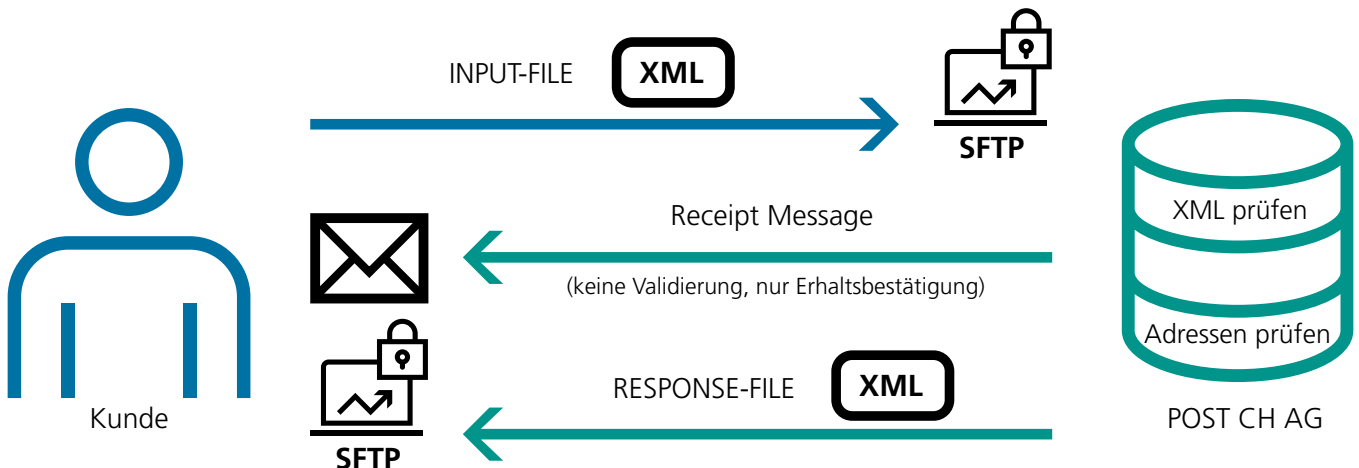 INPUT-FILE XML
SFTP
XML prüfen
Receipt Message
(keine Validierung, nur Erhaltsbestätigung)
Adressen prüfen
RESPONSE-FILE XML
Kunde
POST CH AG
SFTP